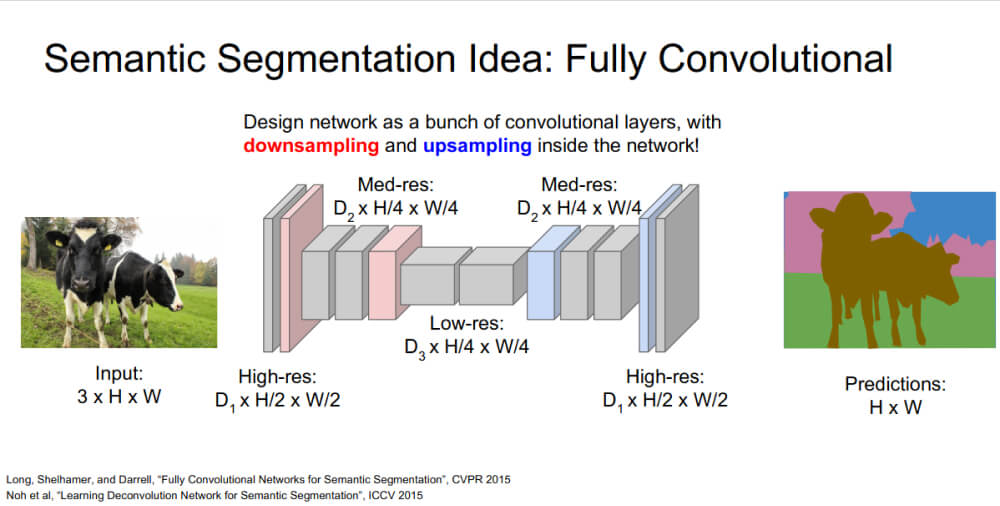 Semantic Segmentation Idea: Fully Convolutional
Design network as a bunch of convolutional layers, with
downsampling and upsampling inside the network!
Med-res:
D2 x H/4 x W/4
Med-res:
D2 x H/4 x W/4
Low-res:
D3 x H/4 x W/4
Input:
3 x H x W
High-res:
D1 x H/2 x W/2
High-res:
D1 x H/2 x W/2
Predictions:
H x W
Long, Shelhamer, and Darrell, “Fully Convolutional Networks for Semantic Segmentation”, CVPR 2015
Noh et al, “Learning Deconvolution Network for Semantic Segmentation”, ICCV 2015